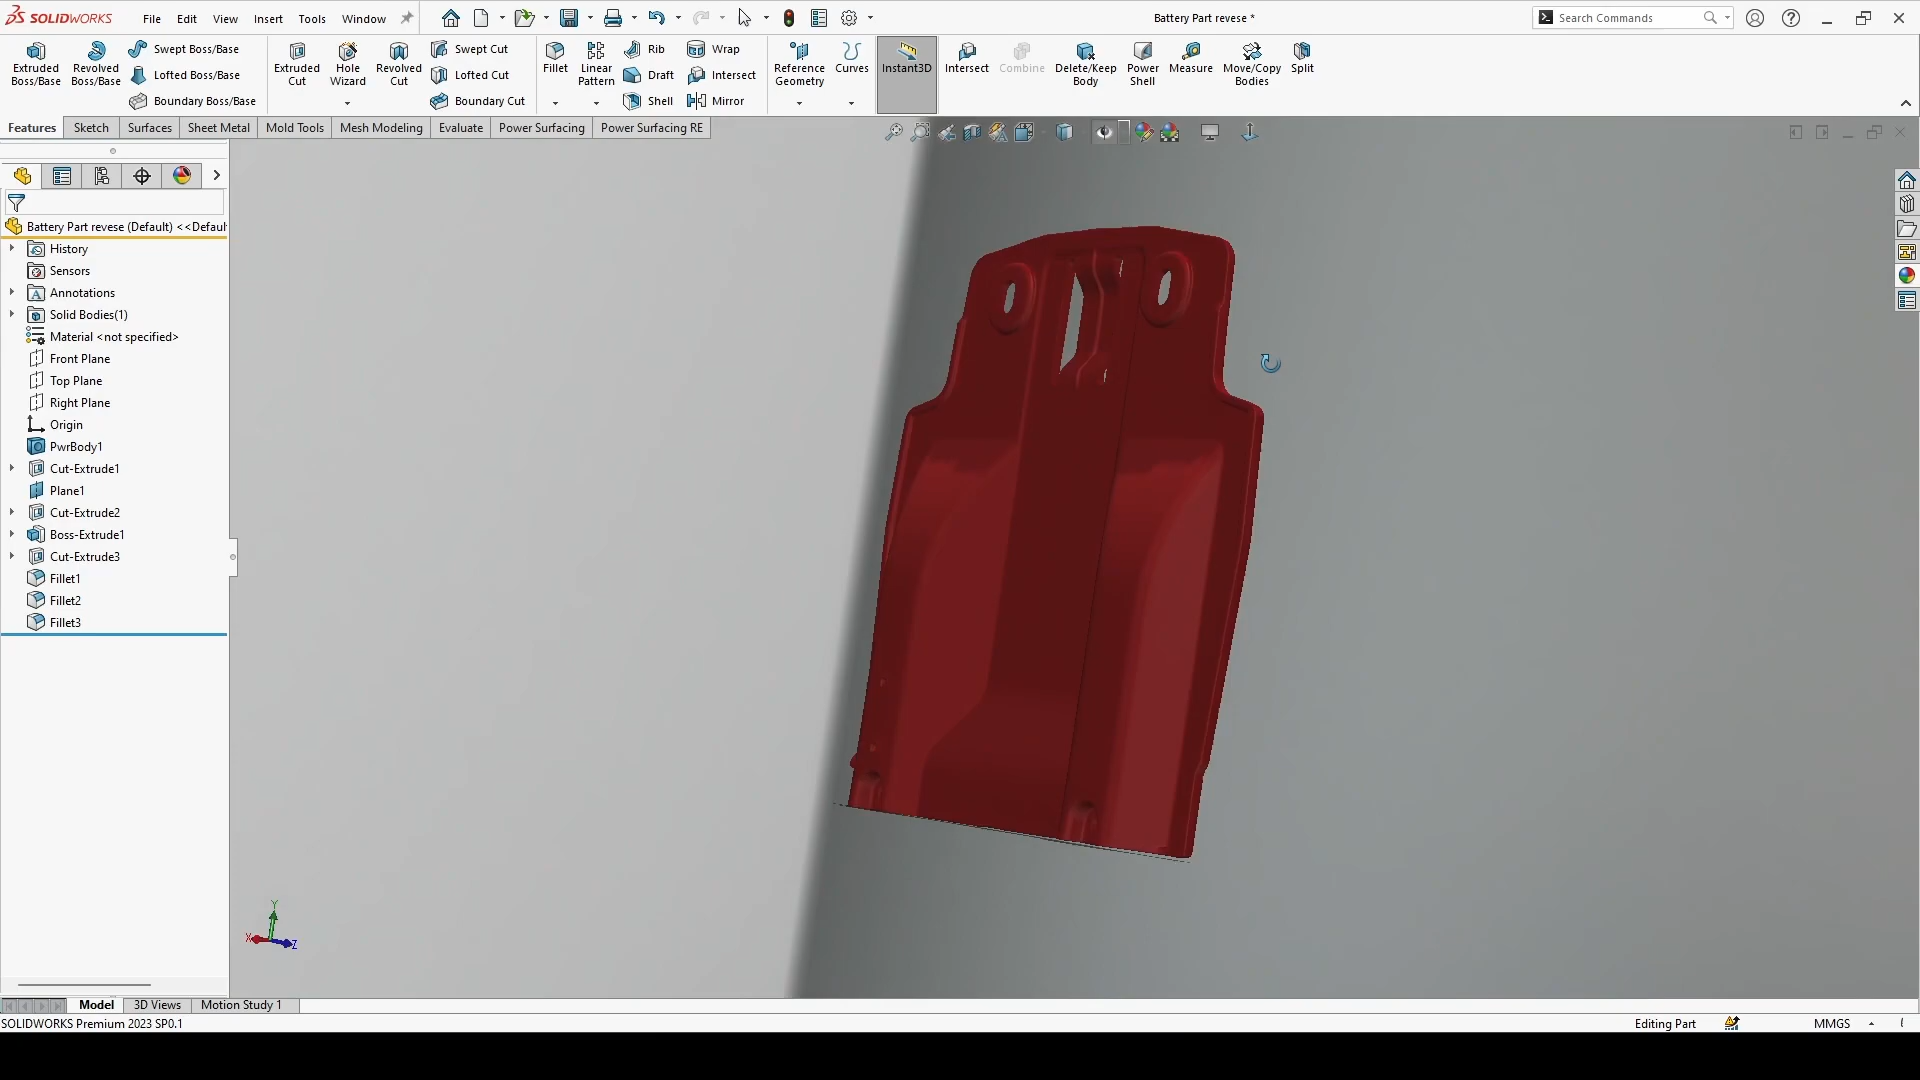 SOLIDWORKS File Edit View Insert Tools Window Battery Part revese * Search Commands
Extruded Boss/Base
Revolved Boss/Base
Swept Boss/Base
Lofted Boss/Base
Boundary Boss/Base
Extruded Cut
Hole Wizard
Revolved Cut
Swept Cut
Lofted Cut
Boundary Cut
Fillet
Linear Pattern
Rib
Draft
Shell
Wrap
Intersect
Mirror
Reference Geometry
Curves
Instant3D
Intersect
Combine
Delete/Keep Body
Power Shell
Measure
Move/Copy Bodies
Split
Features Sketch Surfaces Sheet Metal Mold Tools Mesh Modeling Evaluate Power Surfacing Power Surfacing RE
Battery Part revese (Default) <<Defaul
History
Sensors
Annotations
Solid Bodies(1)
Material <not specified>
Front Plane
Top Plane
Right Plane
Origin
PwrBody1
Cut-Extrude1
Plane1
Cut-Extrude2
Boss-Extrude1
Cut-Extrude3
Fillet1
Fillet2
Fillet3
Y
X Z
Model 3D Views Motion Study 1
SOLIDWORKS Premium 2023 SP0.1 Editing Part MMGS